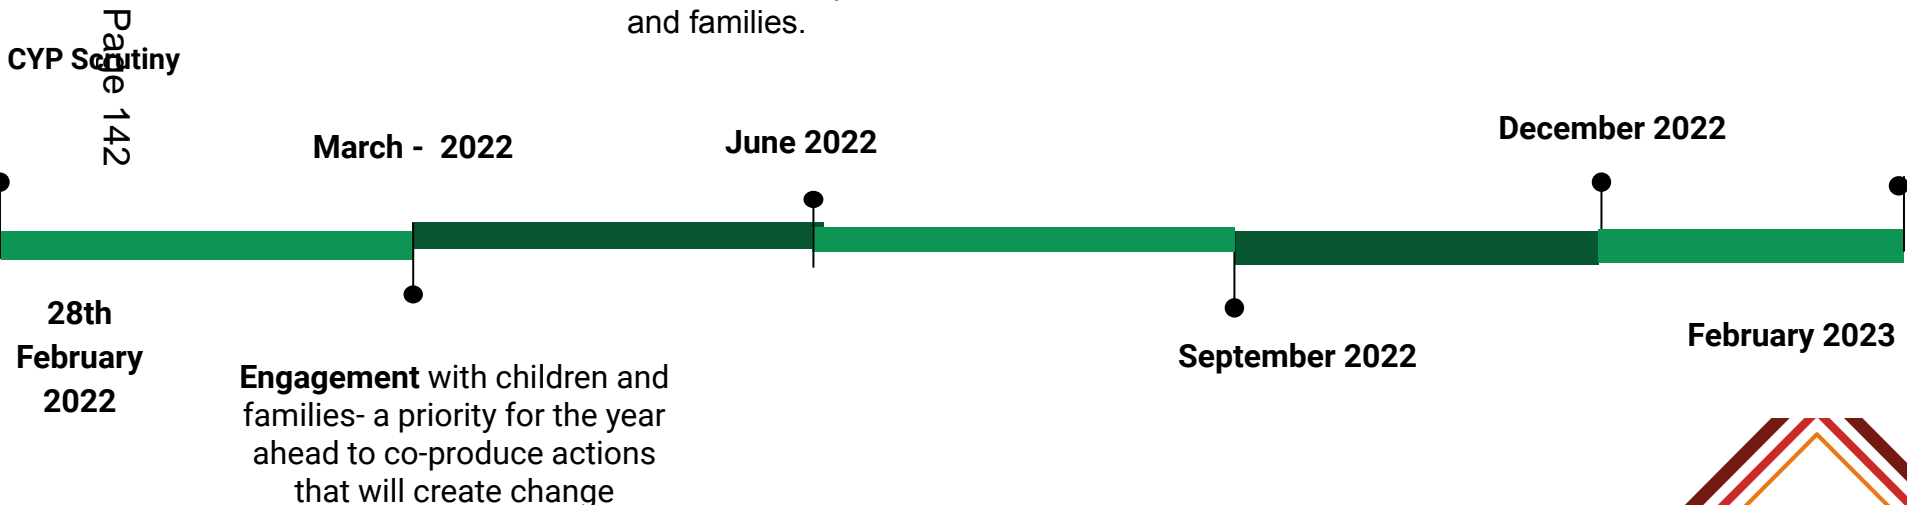 and families.
Page 142
CYP Scrutiny
March -  2022
June 2022
December 2022
28th
February
2022
September 2022
February 2023
Engagement with children and
families- a priority for the year
ahead to co-produce actions
that will create change